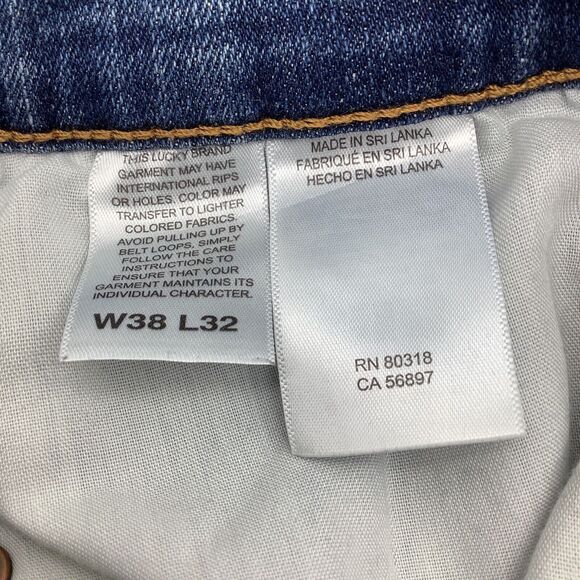 THIS LUCKY BRAND
GARMENT MAY HAVE
INTERNATIONAL RIPS
OR HOLES, COLOR MAY
TRANSFER TO LIGHTER
COLORED FABRICS.
AVOID PULLING UP BY
BELT LOOPS, SIMPLY
FOLLOW THE CARE
INSTRUCTIONS TO
ENSURE THAT YOUR
GARMENT MAINTAINS ITS
INDIVIDUAL CHARACTER.
W38 L32
MADE IN SRI LANKA
FABRIQUÉ EN SRI LANKA
HECHO EN SRI LANKA
RN 80318
CA 56897